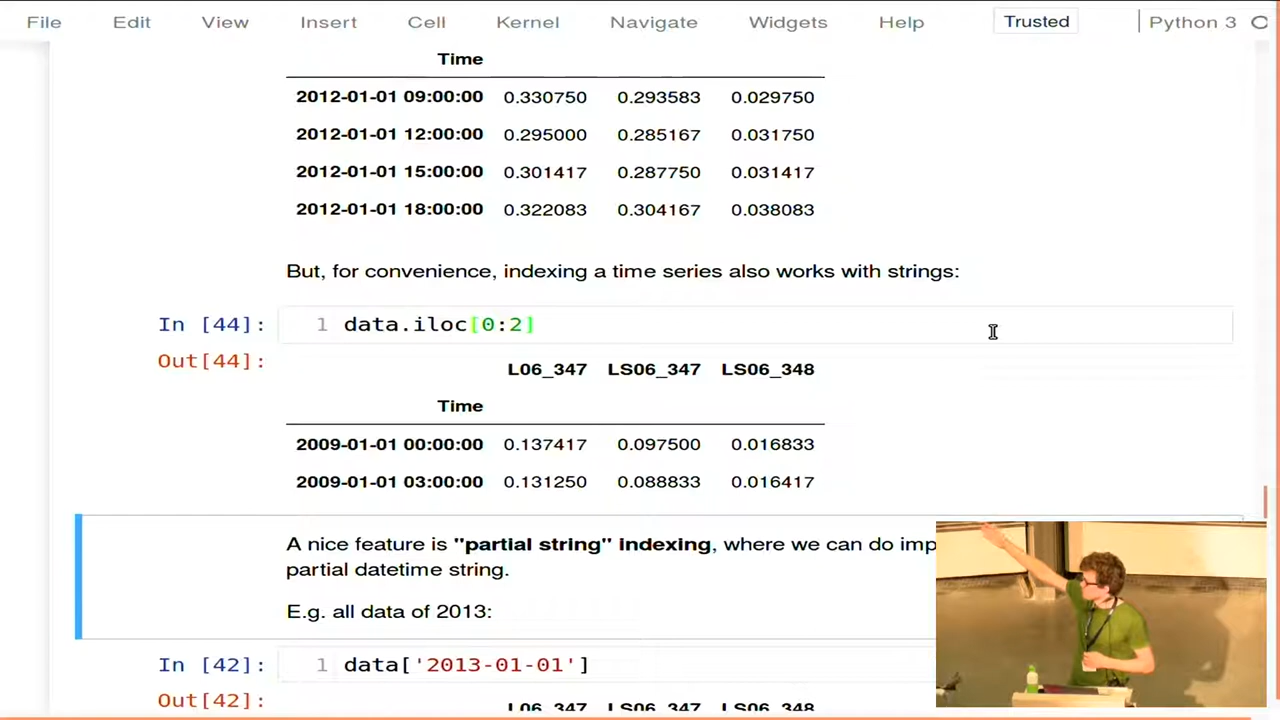 File Edit View Insert Cell Kernel Navigate Widgets Help Trusted Python 3
Time
2012-01-01 09:00:00 0.330750 0.293583 0.029750
2012-01-01 12:00:00 0.295000 0.285167 0.031750
2012-01-01 15:00:00 0.301417 0.287750 0.031417
2012-01-01 18:00:00 0.322083 0.304167 0.038083
But, for convenience, indexing a time series also works with strings:
In [44]: 1 data.iloc[0:2]
Out[44]:
L06_347 LS06_347 LS06_348
Time
2009-01-01 00:00:00 0.137417 0.097500 0.016833
2009-01-01 03:00:00 0.131250 0.088833 0.016417
A nice feature is "partial string" indexing, where we can do imp
partial datetime string.
E.g. all data of 2013:
In [42]: 1 data['2013-01-01']
Out[42]:
L06_347 LS06_347 LS06_348